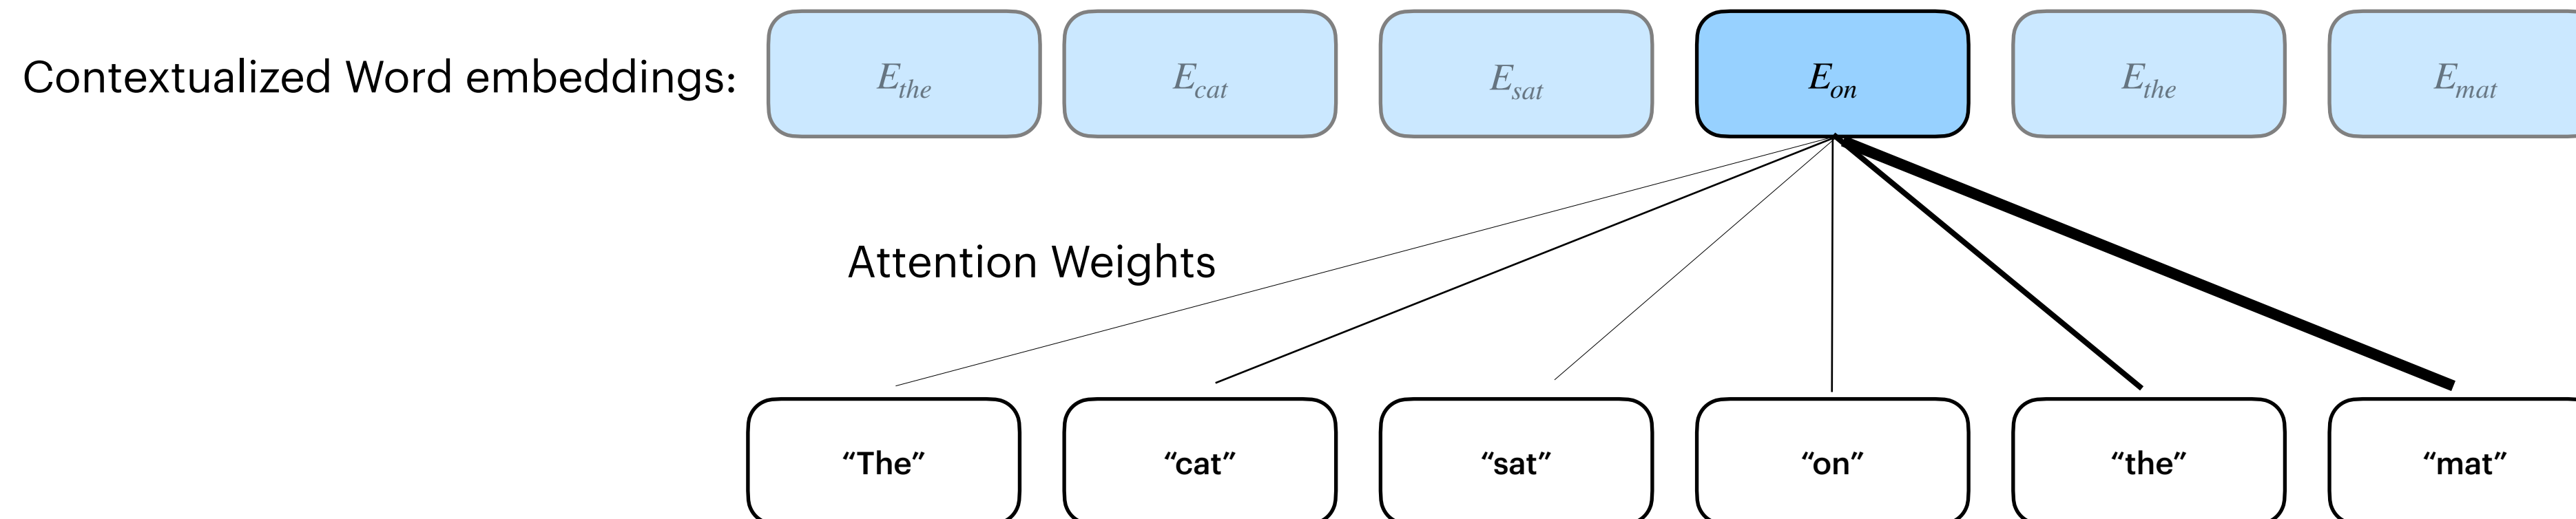 Contextualized Word embeddings: E_the E_cat E_sat E_on E_the E_mat
Attention Weights
“The” “cat” “sat” “on” “the” “mat”